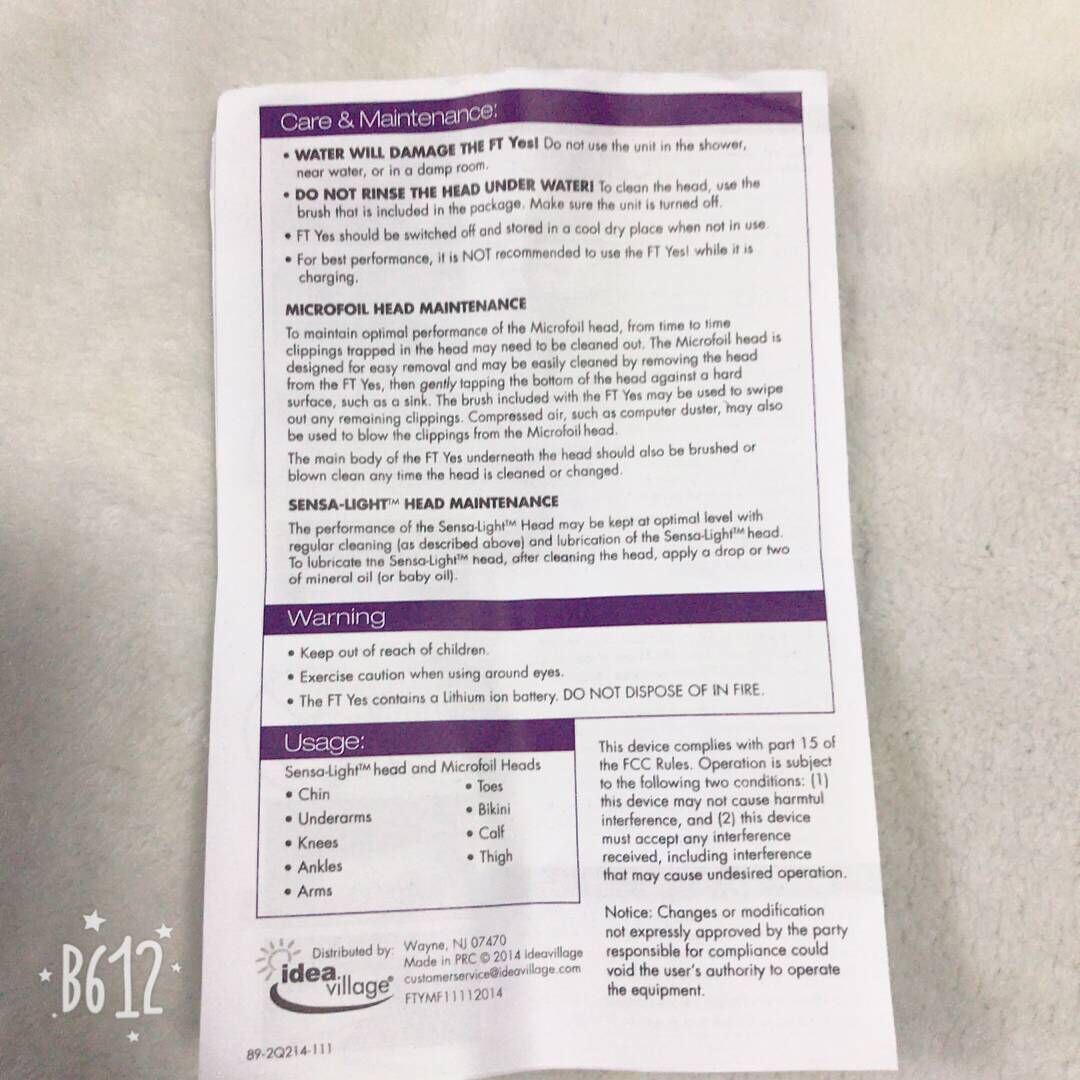 Care & Maintenance:
• WATER WILL DAMAGE THE FT Yes! Do not use the unit in the shower,
near water, or in a damp room.
• DO NOT RINSE THE HEAD UNDER WATER! To clean the head, use the
brush that is included in the package. Make sure the unit is turned off.
• FT Yes should be switched off and stored in a cool dry place when not in use.
• For best performance, it is NOT recommended to use the FT Yes! while it is
charging.
MICROFOIL HEAD MAINTENANCE
To maintain optimal performance of the Microfoil head, from time to time
clippings trapped in the head may need to be cleaned out. The Microfoil head is
designed for easy removal and may be easily cleaned by removing the head
from the FT Yes, then gently tapping the bottom of the head against a hard
surface, such as a sink. The brush included with the FT Yes may be used to swipe
out any remaining clippings. Compressed air, such as computer duster, may also
be used to blow the clippings from the Microfoil head.
The main body of the FT Yes underneath the head should also be brushed or
blown clean any time the head is cleaned or changed.
SENSA-LIGHT™ HEAD MAINTENANCE
The performance of the Sensa-Light™ Head may be kept at optimal level with
regular cleaning (as described above) and lubrication of the Sensa-Light™ head.
To lubricate the Sensa-Light™ head, after cleaning the head, apply a drop or two
of mineral oil (or baby oil).
Warning
• Keep out of reach of children.
• Exercise caution when using around eyes.
• The FT Yes contains a Lithium ion battery. DO NOT DISPOSE OF IN FIRE.
Usage:
Sensa-Light™ head and Microfoil Heads
• Chin
• Underarms
• Knees
• Ankles
• Arms
• Toes
• Bikini
• Calf
• Thigh
This device complies with part 15 of
the FCC Rules. Operation is subject
to the following two conditions: (1)
this device may not cause harmful
interference, and (2) this device
must accept any interference
received, including interference
that may cause undesired operation.
Notice: Changes or modification
not expressly approved by the party
responsible for compliance could
void the user's authority to operate
the equipment.
Distributed by:
idea
village®
Wayne, NJ 07470
Made in PRC © 2014 Ideavillage
customerservice@ideavillage.com
FTYMF11112014
89-2Q214-111
B612